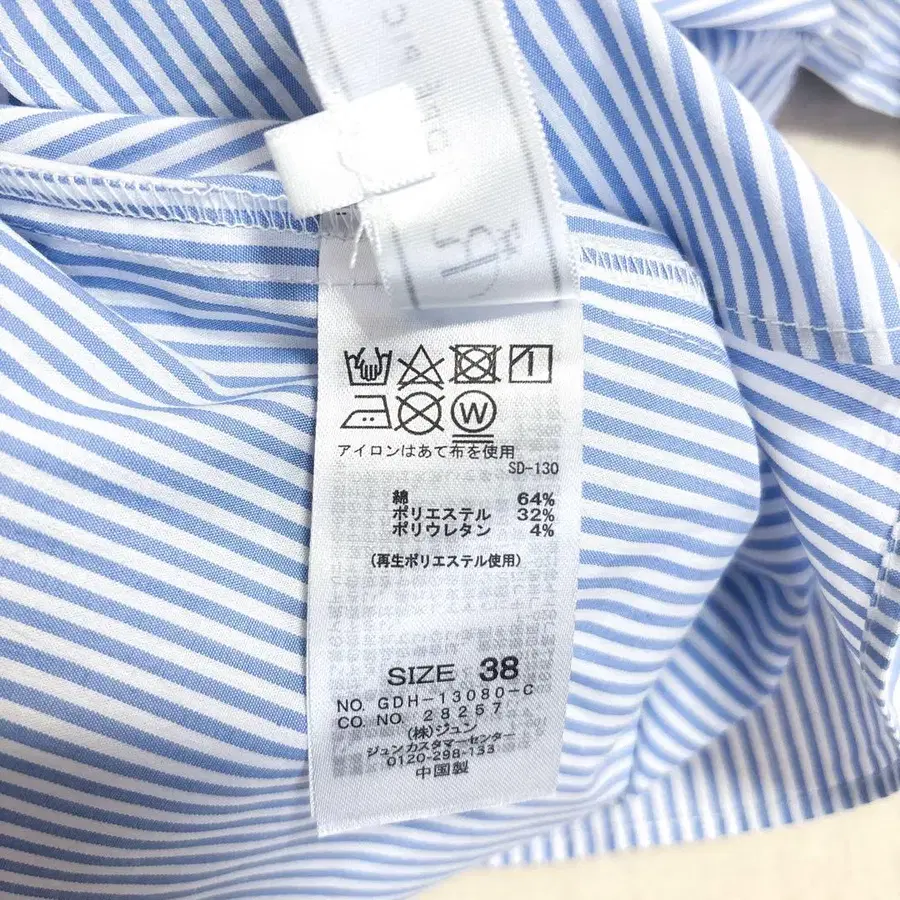 アイロンはあて布を使用
SD-130
綿 64%
ポリエステル 32%
ポリウレタン 4%
(再生ポリエステル使用)
SIZE 38
NO. GDH-13080-C
CO. NO. 28257
(株)ジュン
ジュンカスタマーセンター
0120-298-133
中国製